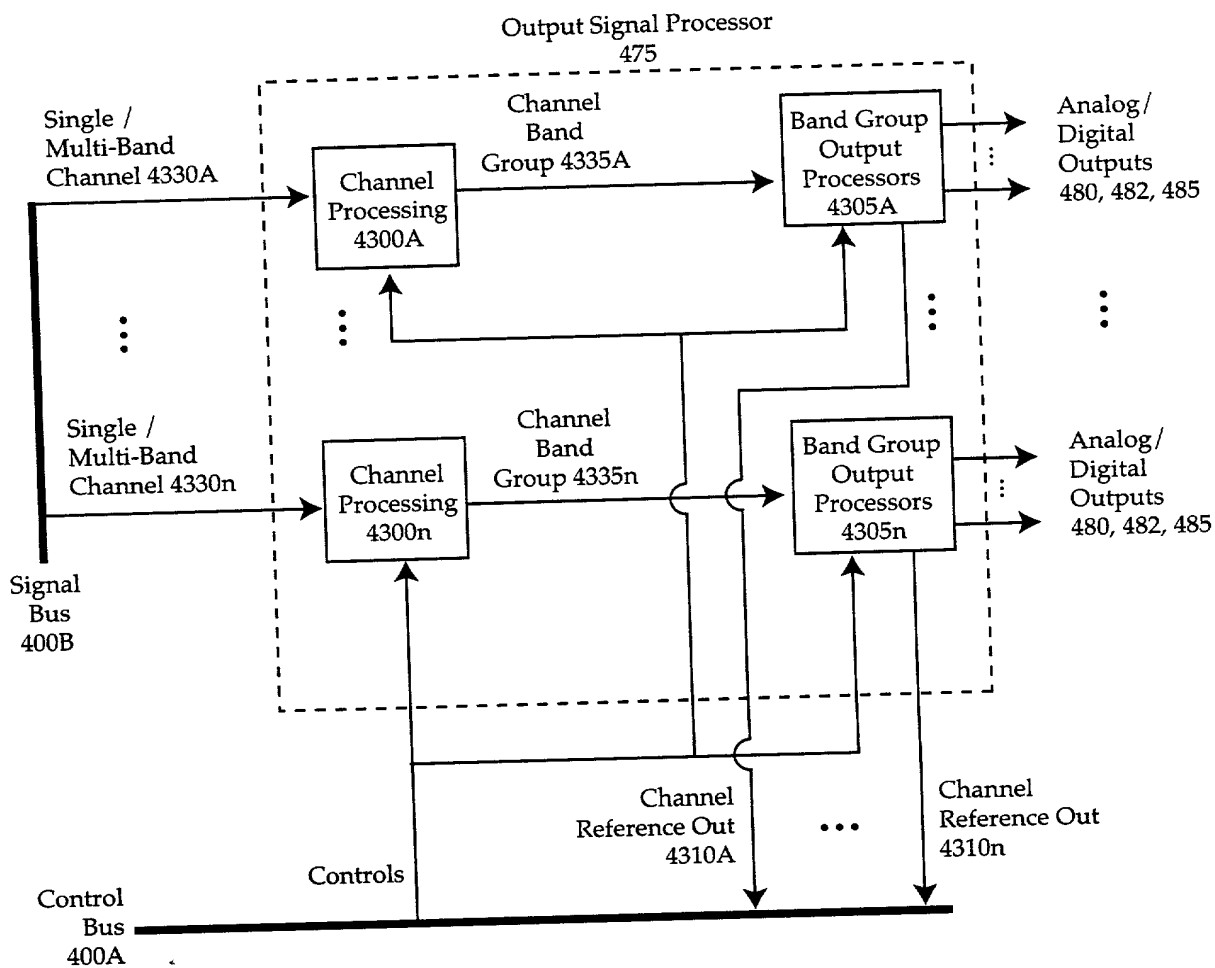 Output Signal Processor
475
Single /
Multi-Band
Channel 4330A
Channel
Processing
4300A
Channel
Band
Group 4335A
Band Group
Output
Processors
4305A
Analog/
Digital
Outputs
480, 482, 485
Single /
Multi-Band
Channel 4330n
Channel
Processing
4300n
Channel
Band
Group 4335n
Band Group
Output
Processors
4305n
Analog/
Digital
Outputs
480, 482, 485
Signal
Bus
400B
Controls
Channel
Reference Out
4310A
Channel
Reference Out
4310n
Control
Bus
400A